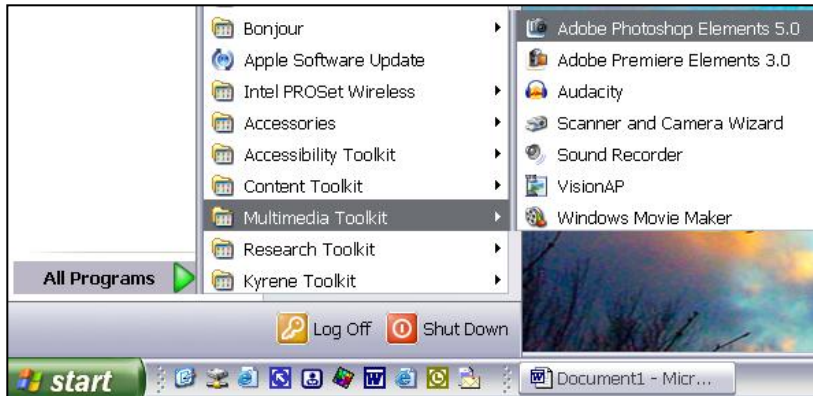 Bonjour
Apple Software Update
Intel PROSet Wireless
Accessories
Accessibility Toolkit
Content Toolkit
Multimedia Toolkit
Research Toolkit
Kyrene Toolkit
Adobe Photoshop Elements 5.0
Adobe Premiere Elements 3.0
Audacity
Scanner and Camera Wizard
Sound Recorder
VisionAP
Windows Movie Maker
All Programs
Log Off
Shut Down
start
Document1 - Micr...